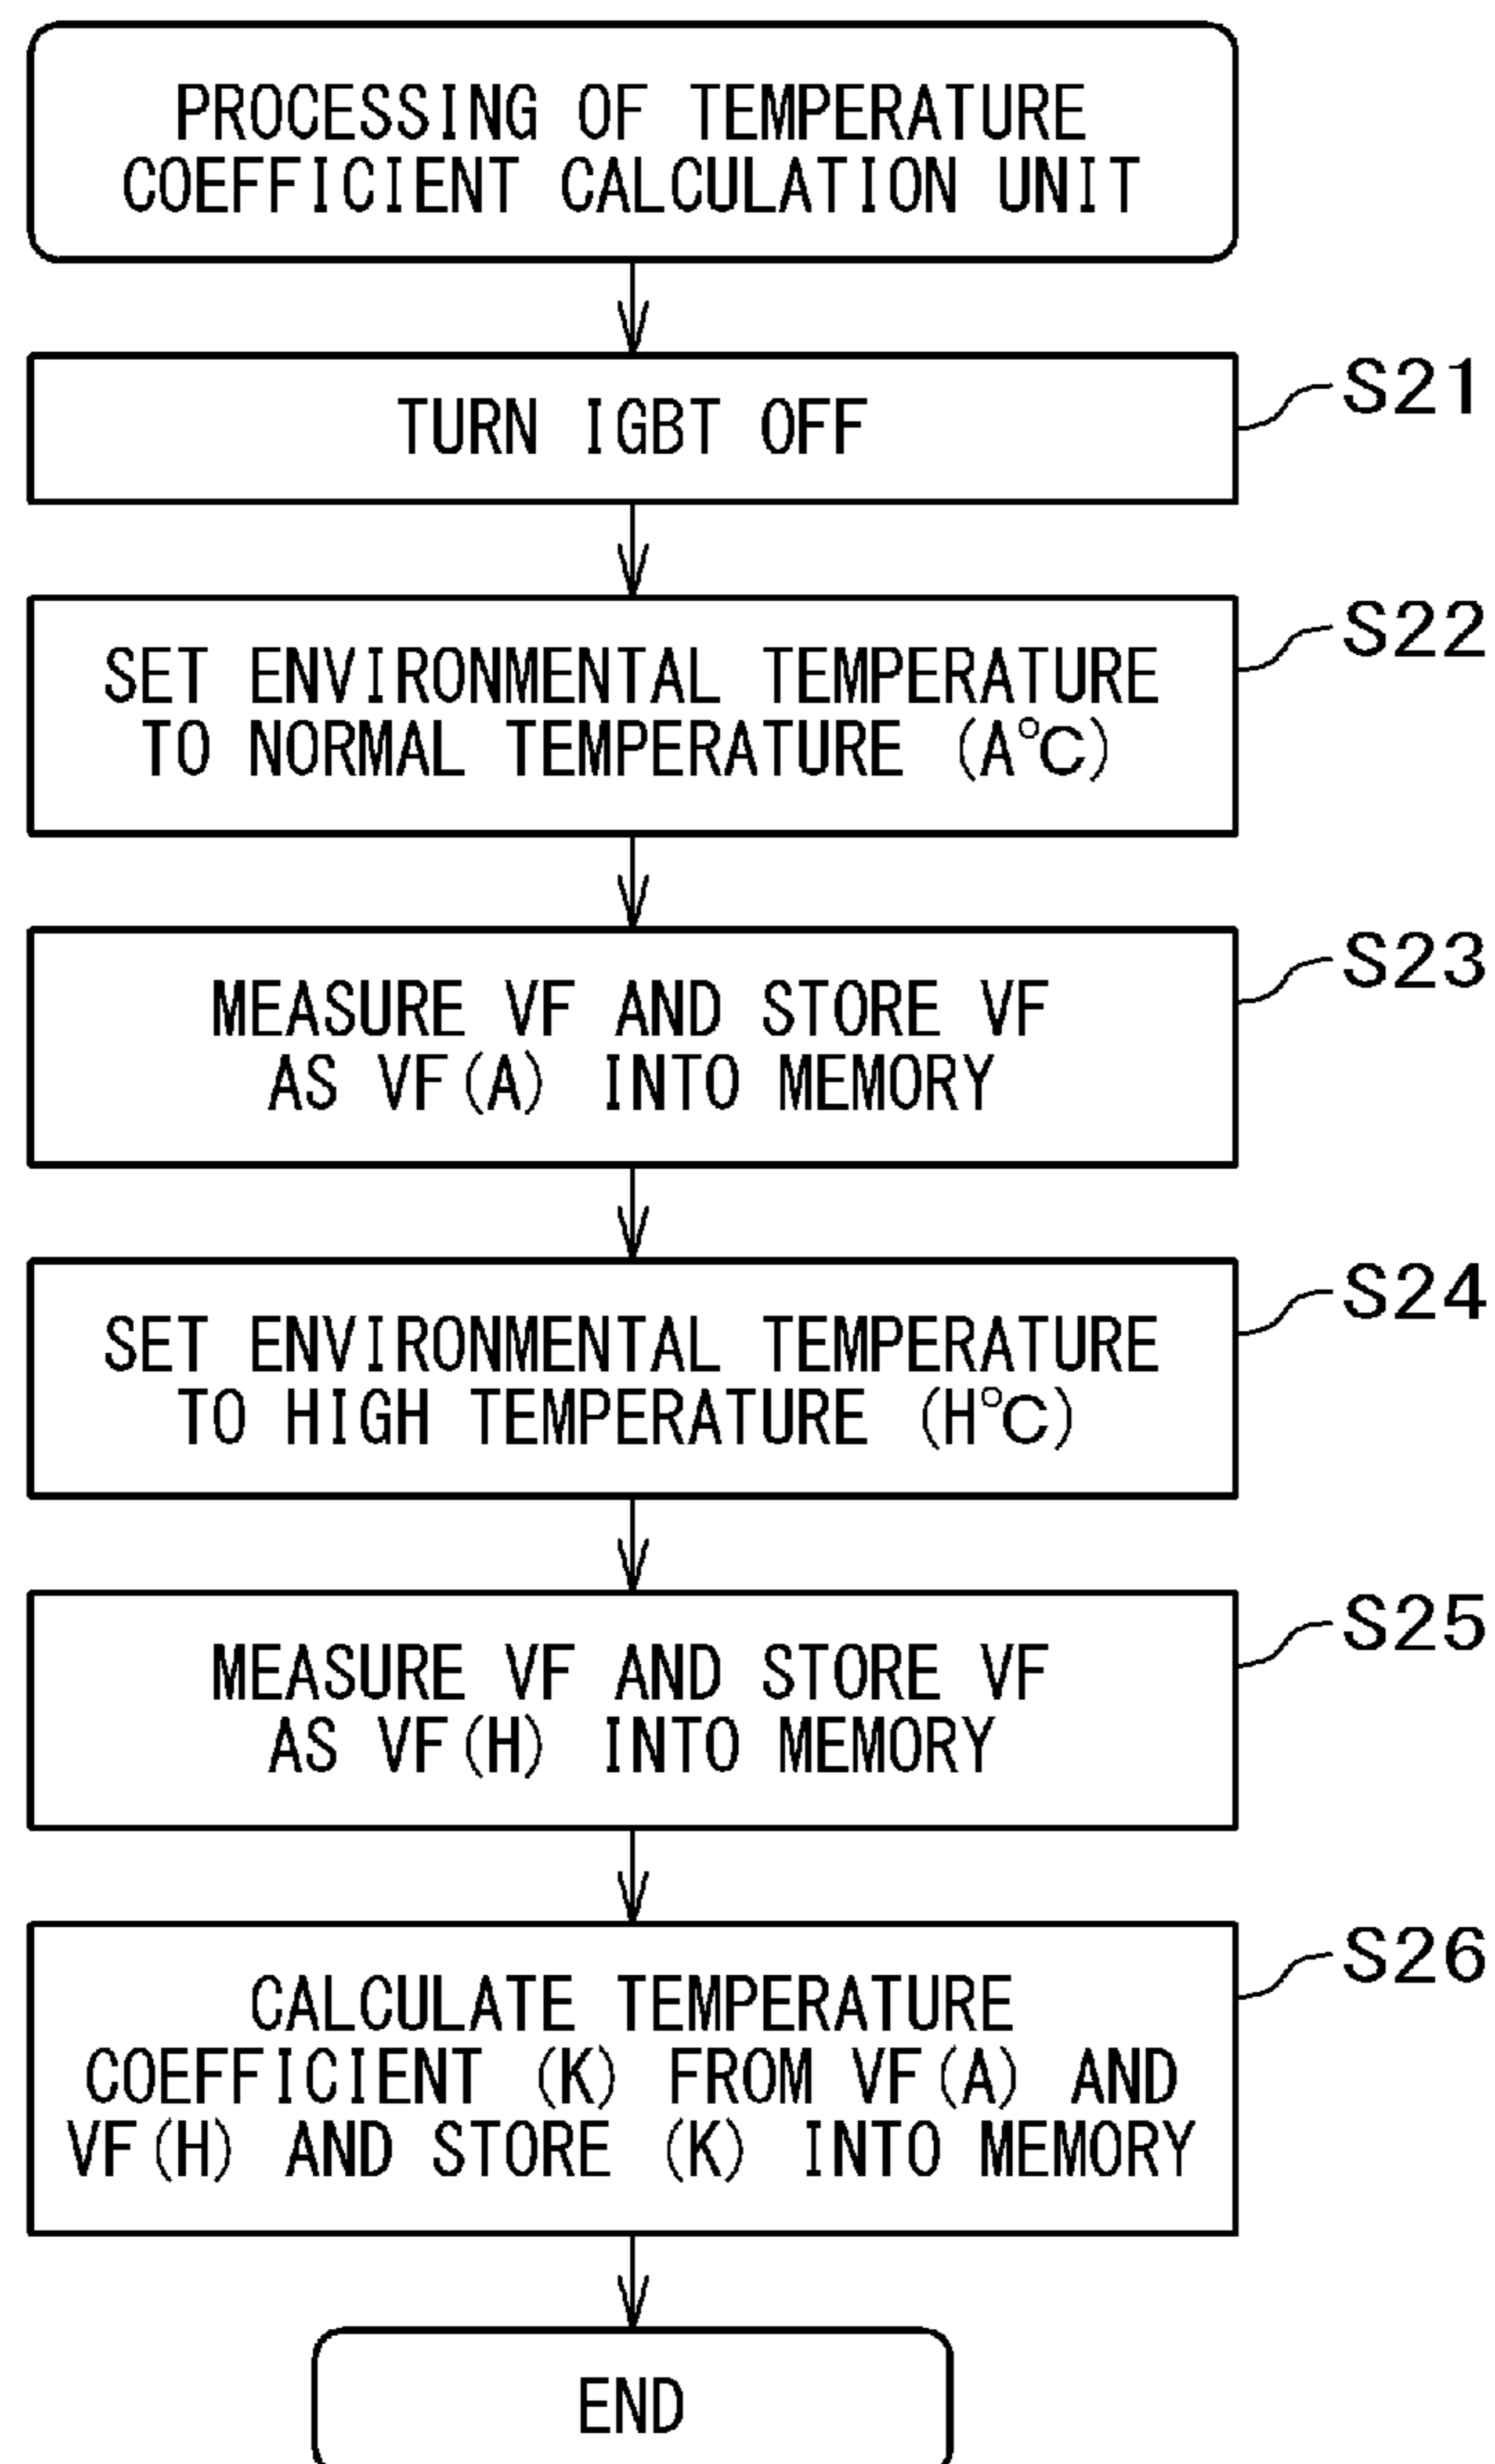 PROCESSING OF TEMPERATURE
COEFFICIENT CALCULATION UNIT
TURN IGBT OFF
S21
SET ENVIRONMENTAL TEMPERATURE
TO NORMAL TEMPERATURE (A℃)
S22
MEASURE VF AND STORE VF
AS VF(A) INTO MEMORY
S23
SET ENVIRONMENTAL TEMPERATURE
TO HIGH TEMPERATURE (H℃)
S24
MEASURE VF AND STORE VF
AS VF(H) INTO MEMORY
S25
CALCULATE TEMPERATURE
COEFFICIENT (K) FROM VF(A) AND
VF(H) AND STORE (K) INTO MEMORY
S26
END